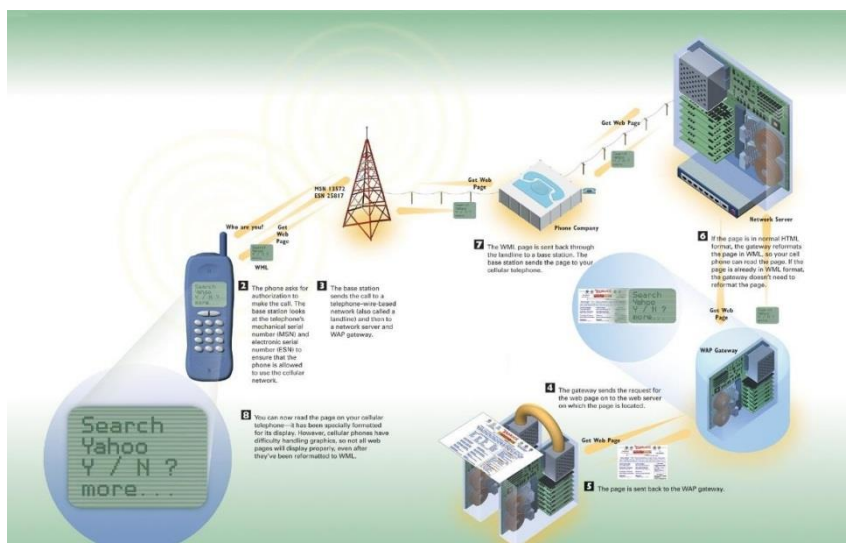 Get Web Page
MSN 13572
ESN 25817
Get Web
Page
Who are you?
Get
Web
Page
WML
Phone Company
Network Server
Search
Yahoo
Y / N ?
more...
2 The phone asks for
authorization to
make the call. The
base station looks
at the telephone's
mechanical serial
number (MSN) and
electronic serial
number (ESN) to
ensure that the
phone is allowed
to use the cellular
network.
3 The base station
sends the call to a
telephone-wire-based
network (also called a
landline) and then to
a network server and
WAP gateway.
7 The WML page is sent back through
the landline to a base station. The
base station sends the page to your
cellular telephone.
6 If the page is in normal HTML
format, the gateway reformats
the page in WML, so your cell
phone can read the page. If the
page is already in WML format,
the gateway doesn't need to
reformat the page.
Search
Yahoo
Y / N ?
more...
Get Web
Page
WAP Gateway
4 The gateway sends the request for
the web page on to the web server
on which the page is located.
Get Web Page
5 The page is sent back to the WAP gateway.
8 You can now read the page on your cellular
telephone—it has been specially formatted
for its display. However, cellular phones have
difficulty handling graphics, so not all web
pages will display properly, even after
they've been reformatted to WML.
Search
Yahoo
Y / N ?
more...